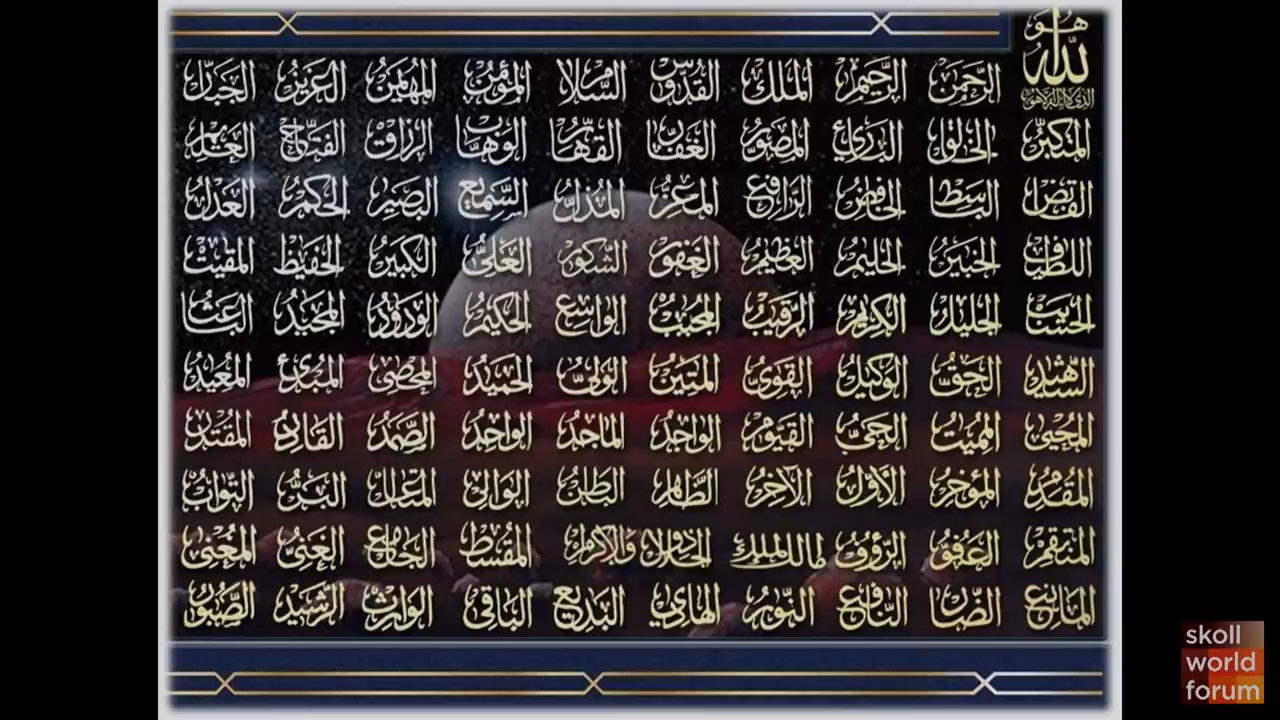 هو الله الذي لا إله إلا هو
الرحمن الرحيم الملك القدوس السلام المؤمن المهيمن العزيز الجبار
المتكبر الخالق البارئ المصور الغفار القهار الوهاب الرزاق الفتاح العليم
القابض الباسط الخافض الرافع المعز المذل السميع البصير الحكم العدل
اللطيف الخبير الحليم العظيم الغفور الشكور العلي الكبير الحفيظ المقيت
الحسيب الجليل الكريم الرقيب المجيب الواسع الحكيم الودود المجيد الباعث
الشهيد الحق الوكيل القوي المتين الولي الحميد المحصي المبدئ المعيد
المحيي المميت الحي القيوم الواجد الماجد الواحد الصمد القادر المقتدر
المقدم المؤخر الأول الآخر الظاهر الباطن الوالي المتعال البر التواب
المنتقم العفو الرؤوف مالك الملك ذو الجلال والإكرام المقسط الجامع الغني المغني
المانع الضار النافع النور الهادي البديع الباقي الوارث الرشيد الصبور
skoll
world
forum